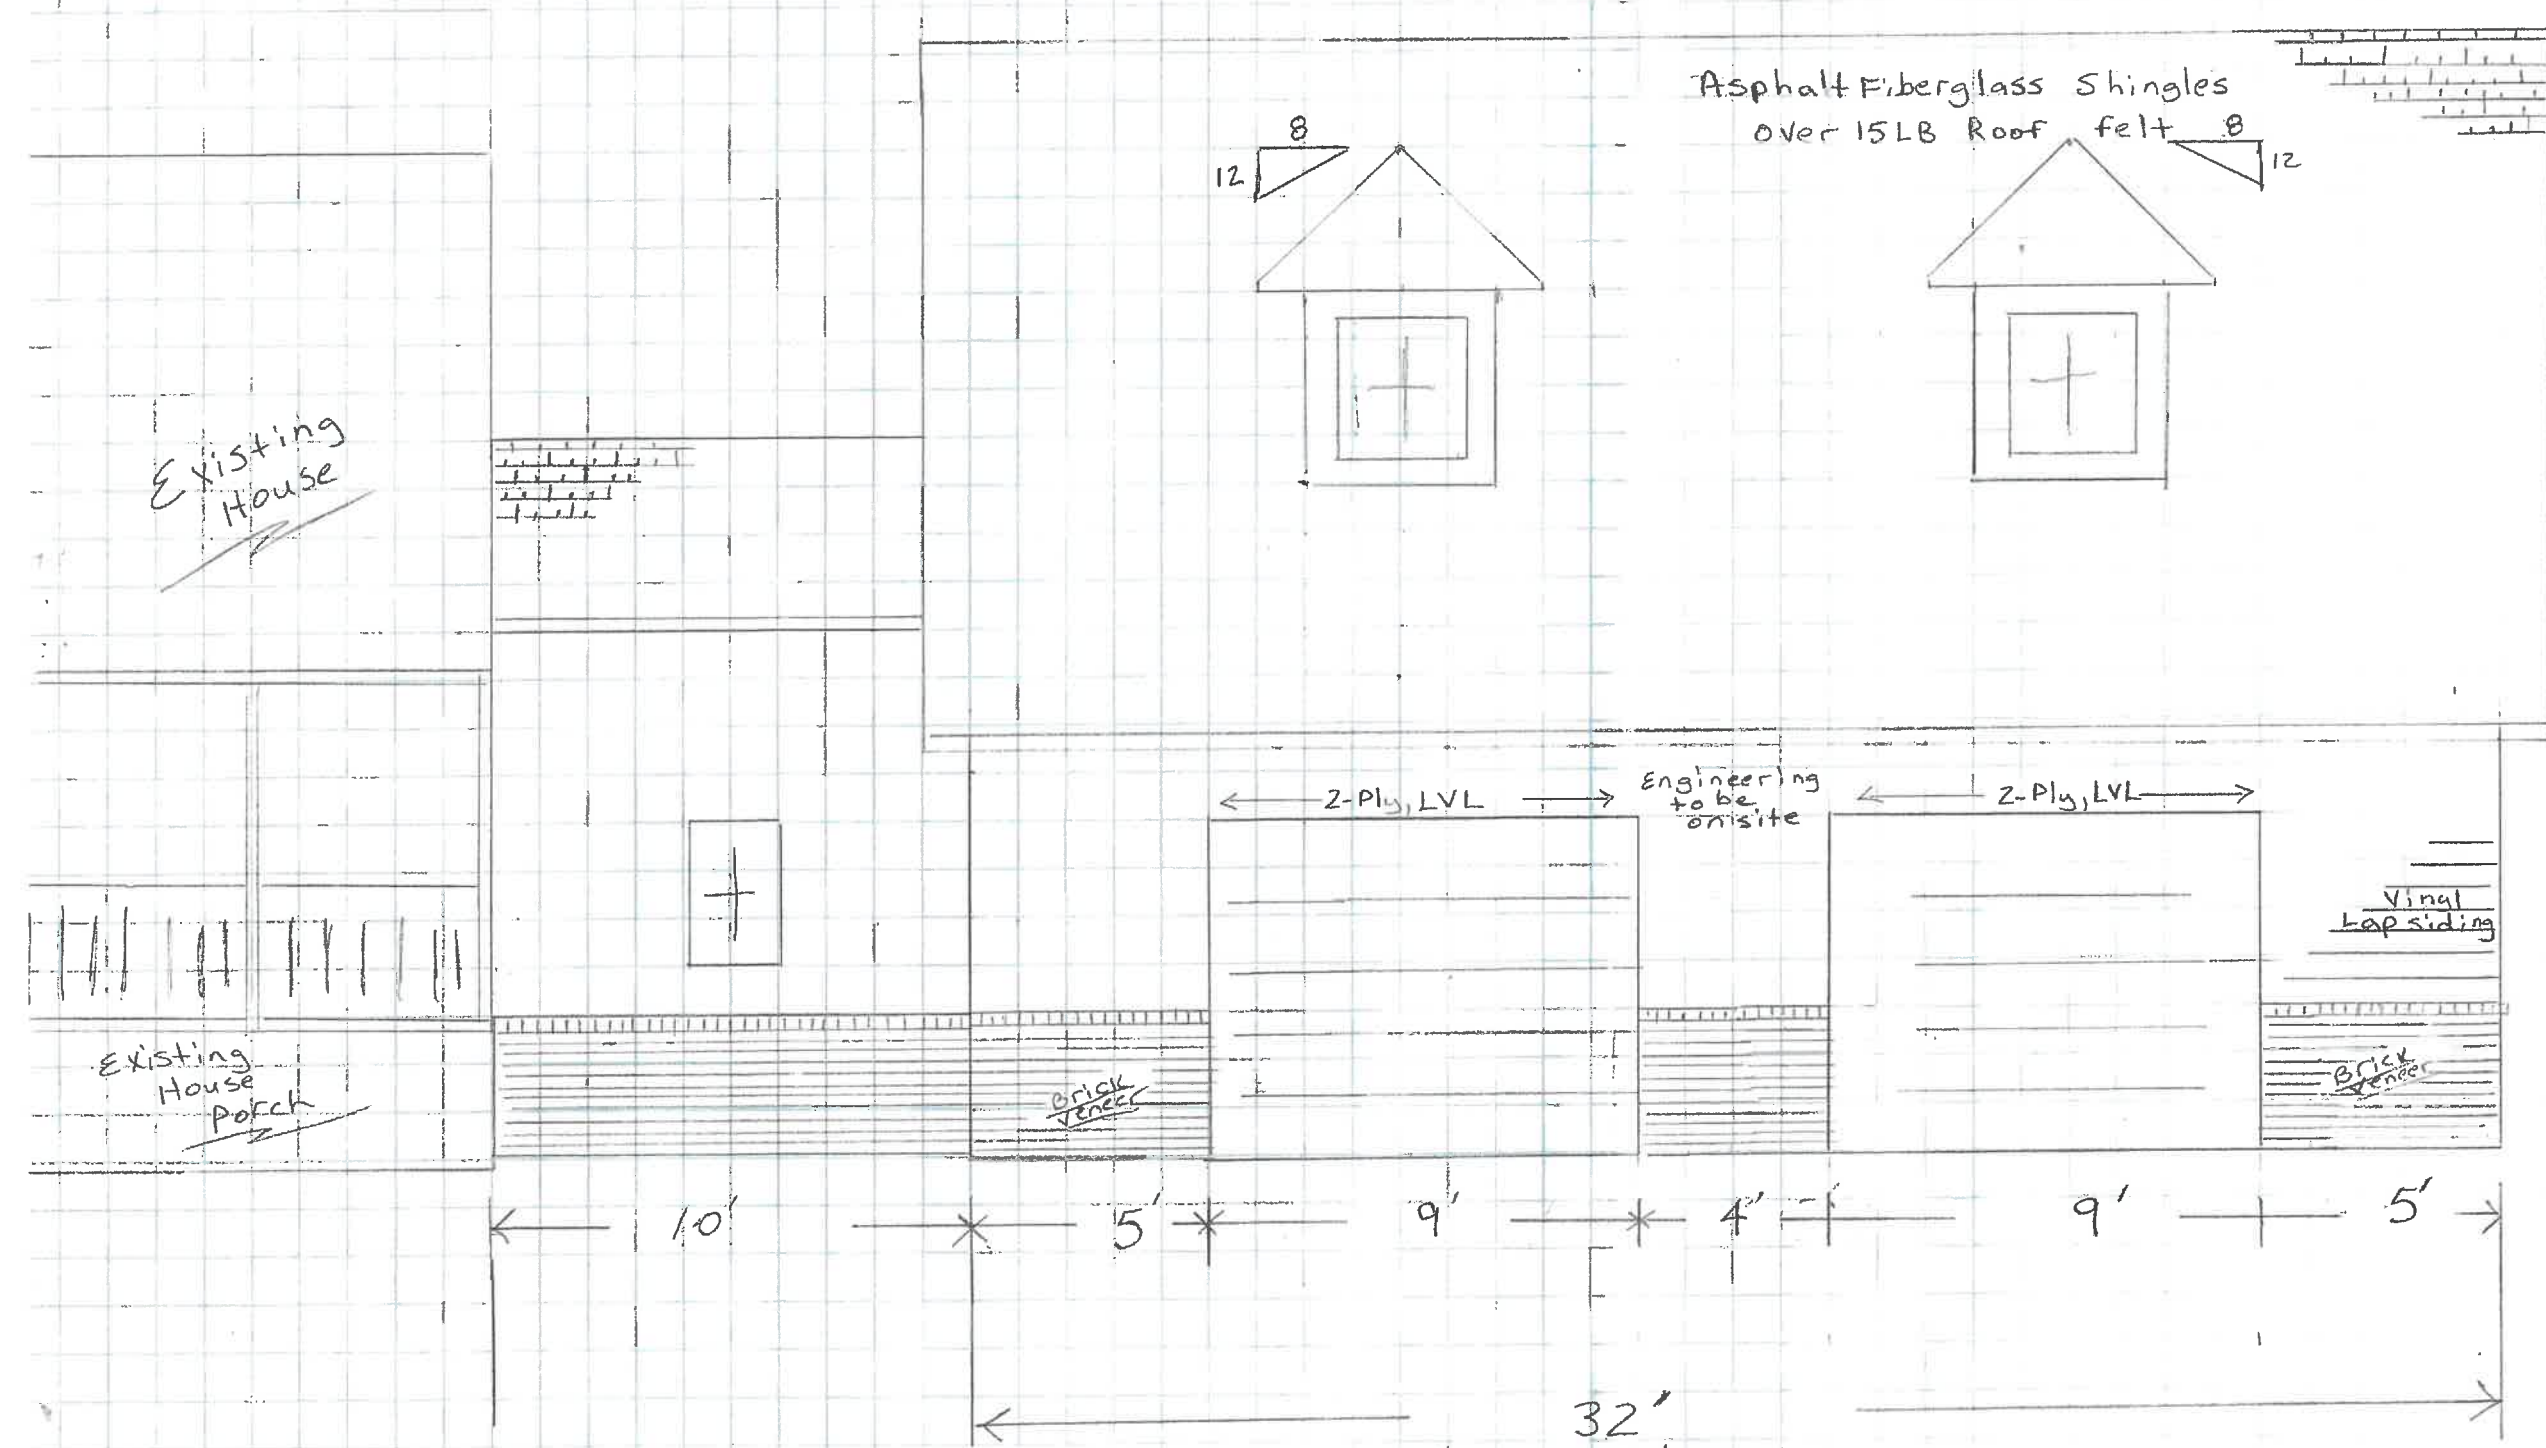 Asphalt Fiberglass Shingles
over 15LB Roof felt
8
12
8
12
Existing
House
2-Ply, LVL
Engineering
to be
onsite
2-Ply, LVL
Vinal
Lap siding
Existing
House
Porch
Brick
Veneer
Brick
Veneer
10'
5'
9'
4'
9'
5'
32'